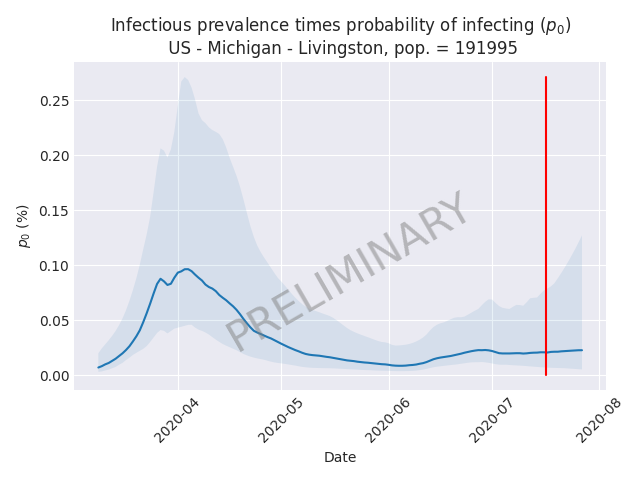 Infectious prevalence times probability of infecting (p₀)
US - Michigan - Livingston, pop. = 191995
0.25
0.20
0.15
0.10
0.05
0.00
p₀ (%)
PRELIMINARY
2020-04
2020-05
2020-06
2020-07
2020-08
Date